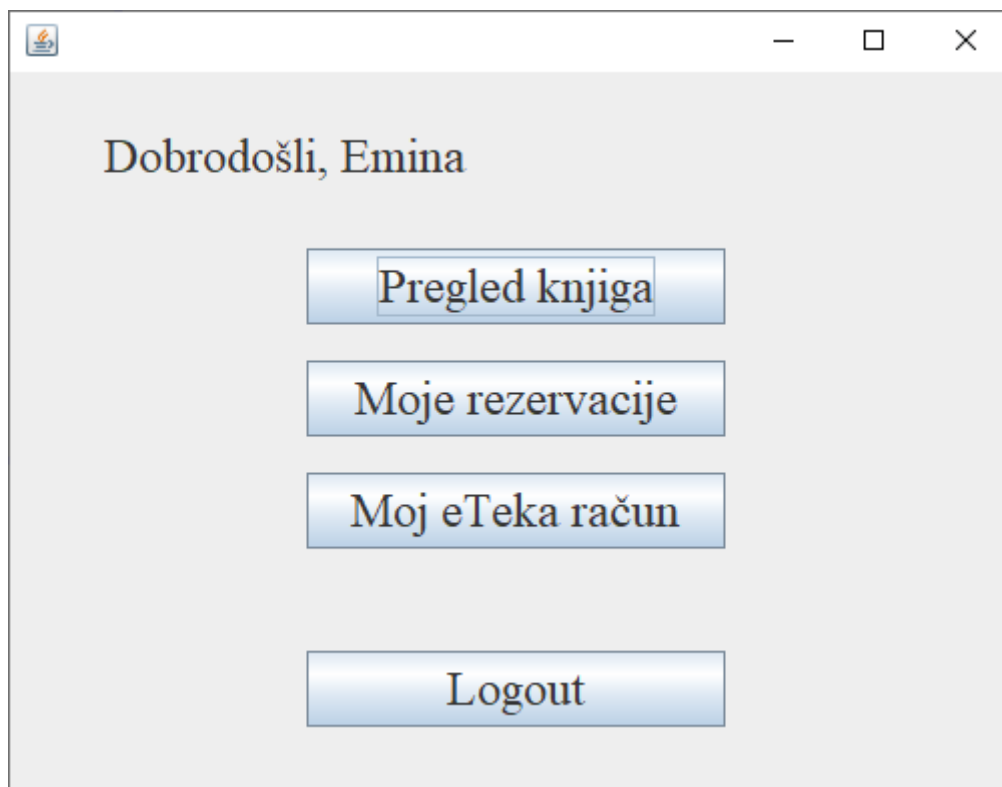 Dobrodošli, Emina
Pregled knjiga
Moje rezervacije
Moj eTeka račun
Logout